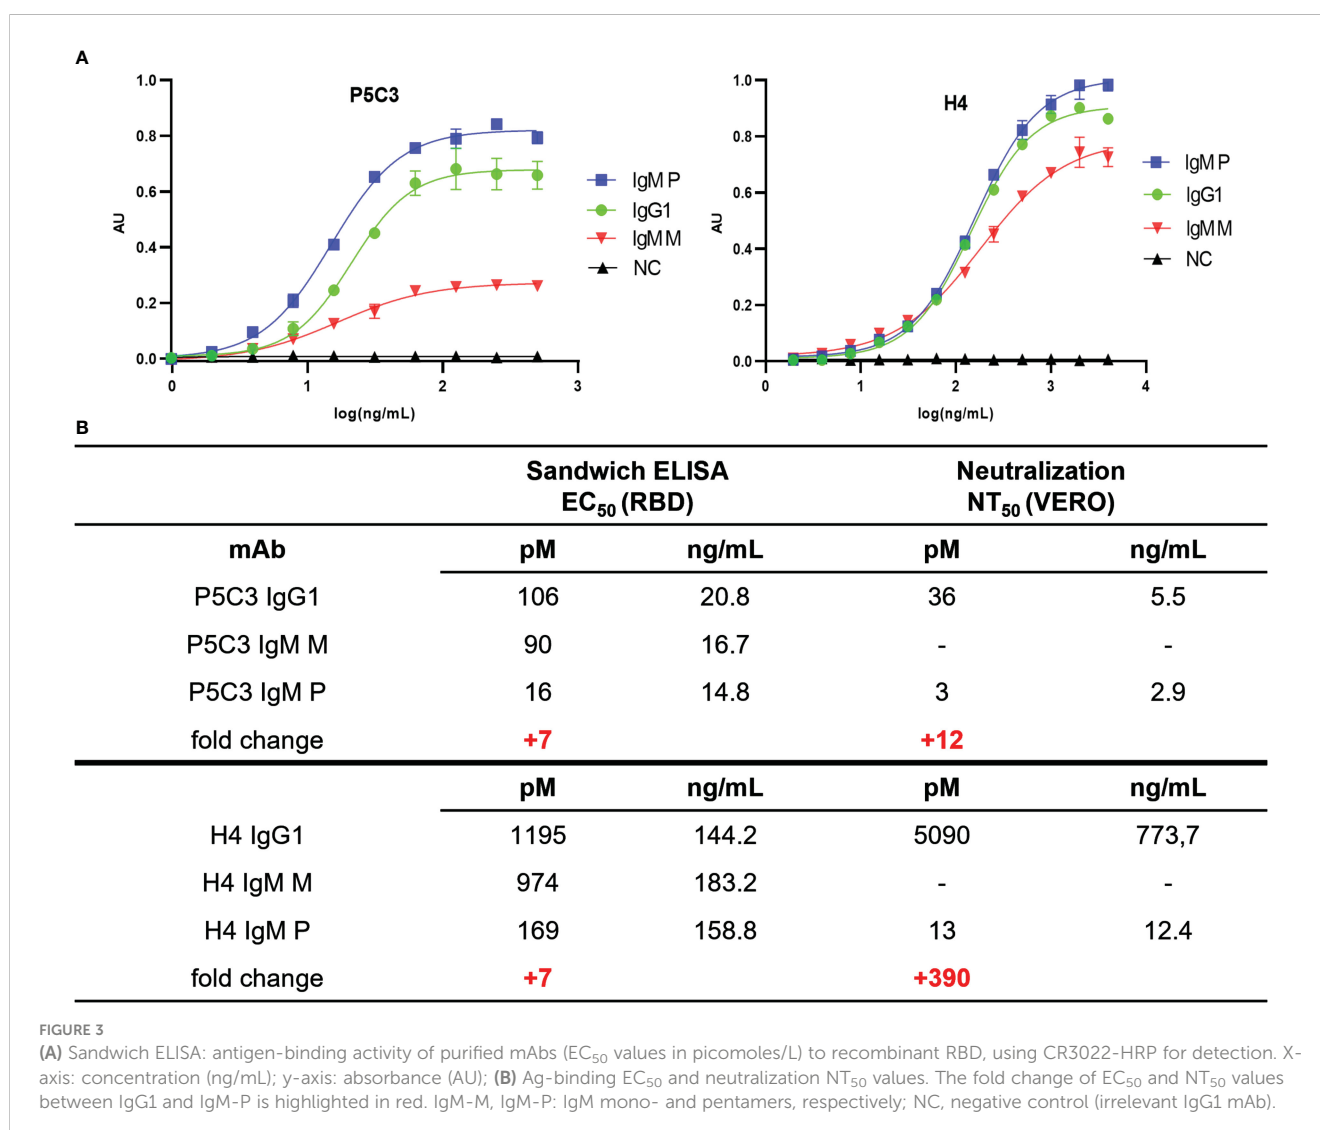 A
P5C3
1.0
0.8
0.6
0.4
0.2
0.0
AU
0 1 2 3
log(ng/mL)
IgM P
IgG1
IgM M
NC
H4
1.0
0.8
0.6
0.4
0.2
0.0
AU
0 1 2 3 4
log(ng/mL)
IgM P
IgG1
IgM M
NC
B
Sandwich ELISA Neutralization
EC50 (RBD) NT50 (VERO)
mAb pM ng/mL pM ng/mL
P5C3 IgG1 106 20.8 36 5.5
P5C3 IgM M 90 16.7 - -
P5C3 IgM P 16 14.8 3 2.9
fold change +7 +12
pM ng/mL pM ng/mL
H4 IgG1 1195 144.2 5090 773,7
H4 IgM M 974 183.2 - -
H4 IgM P 169 158.8 13 12.4
fold change +7 +390
FIGURE 3
(A) Sandwich ELISA: antigen-binding activity of purified mAbs (EC50 values in picomoles/L) to recombinant RBD, using CR3022-HRP for detection. X-
axis: concentration (ng/mL); y-axis: absorbance (AU); (B) Ag-binding EC50 and neutralization NT50 values. The fold change of EC50 and NT50 values
between IgG1 and IgM-P is highlighted in red. IgM-M, IgM-P: IgM mono- and pentamers, respectively; NC, negative control (irrelevant IgG1 mAb).